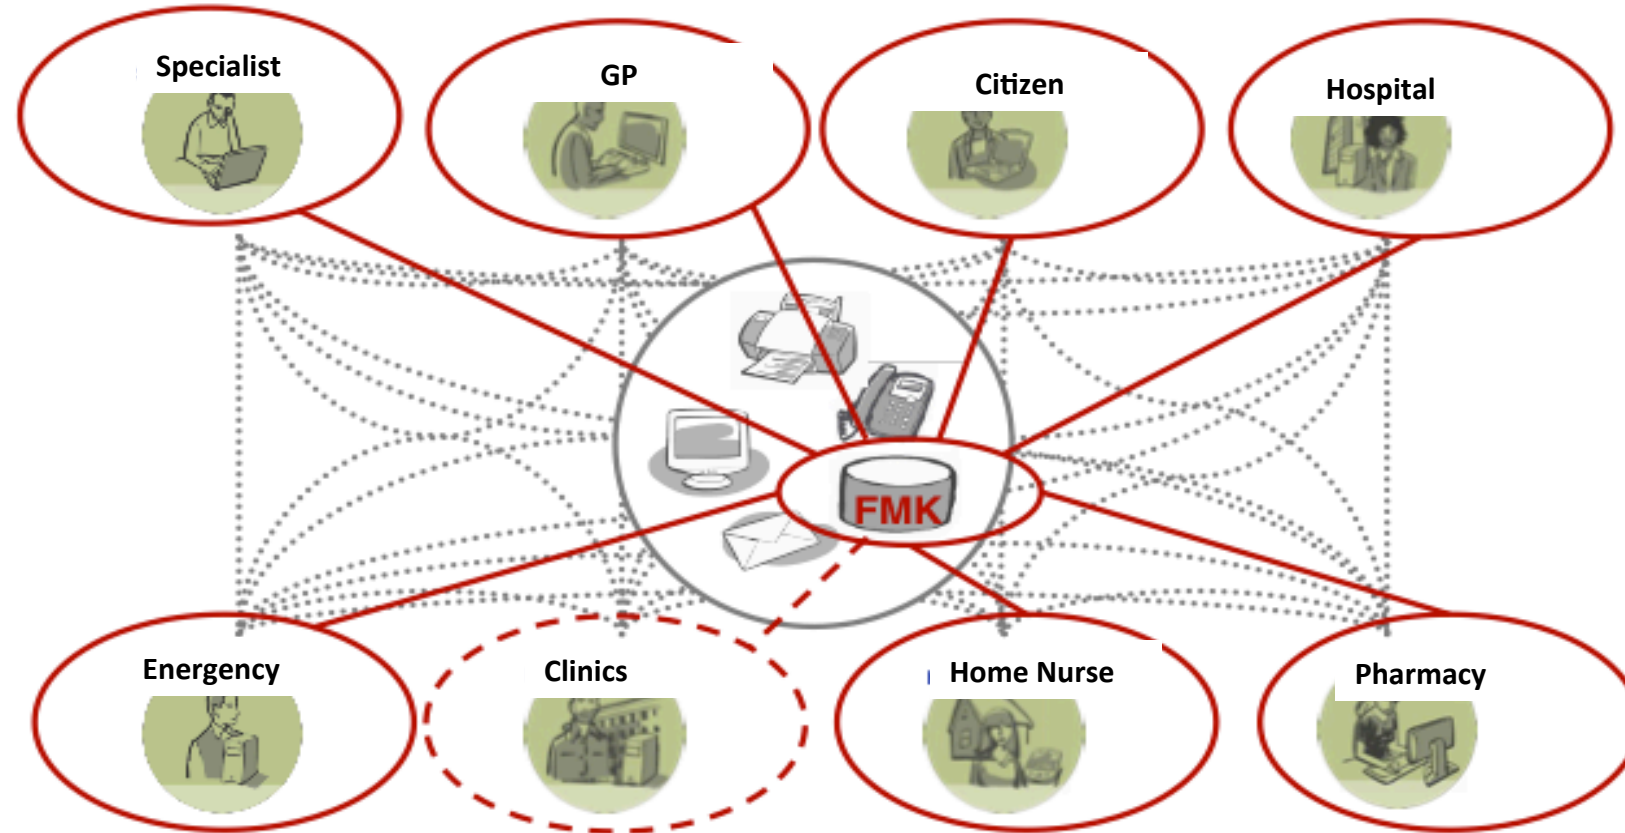 Specialist
GP
Citizen
Hospital
FMK
Energency
Clinics
Home Nurse
Pharmacy